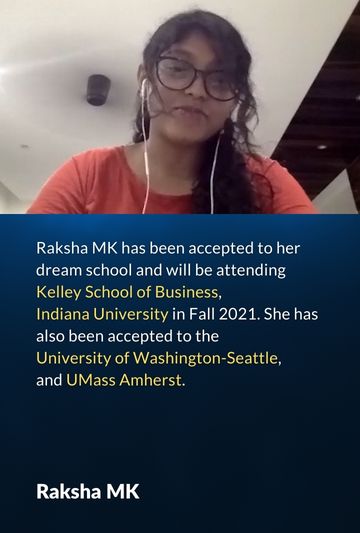 Raksha MK has been accepted to her
dream school and will be attending
Kelley School of Business,
Indiana University in Fall 2021. She has
also been accepted to the
University of Washington-Seattle,
and UMass Amherst.
Raksha MK